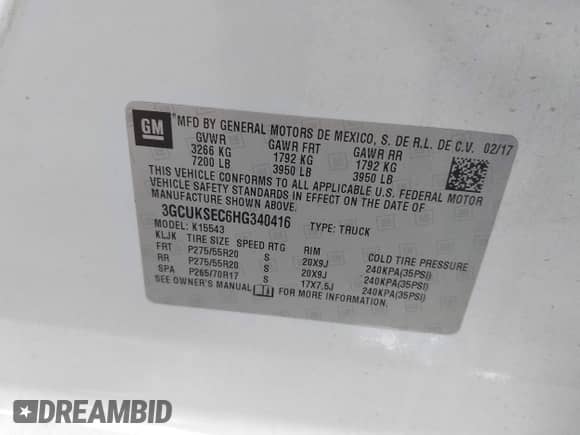 GM
*MFD BY GENERAL MOTORS DE MEXICO, S. DE R.L. DE C.V. 02/17
GVWR GAWR FRT GAWR RR
3266 KG 1792 KG 1792 KG
7200 LB 3950 LB 3950 LB
THIS VEHICLE CONFORMS TO ALL APPLICABLE U.S. FEDERAL MOTOR
VEHICLE SAFETY STANDARDS IN EFFECT ON THE DATE OF
MANUFACTURE SHOWN ABOVE.
3GCUKSEC6HG340416 TYPE: TRUCK
MODEL: K15543
KLJK TIRE SIZE SPEED RTG RIM COLD TIRE PRESSURE
FRT P275/55R20 S 20X9J 240KPA(35PSI)
RR P275/55R20 S 20X9J 240KPA(35PSI)
SPA P265/70R17 S 17X7.5J 240KPA(35PSI)
SEE OWNER'S MANUAL FOR MORE INFORMATION.
DREAMBID